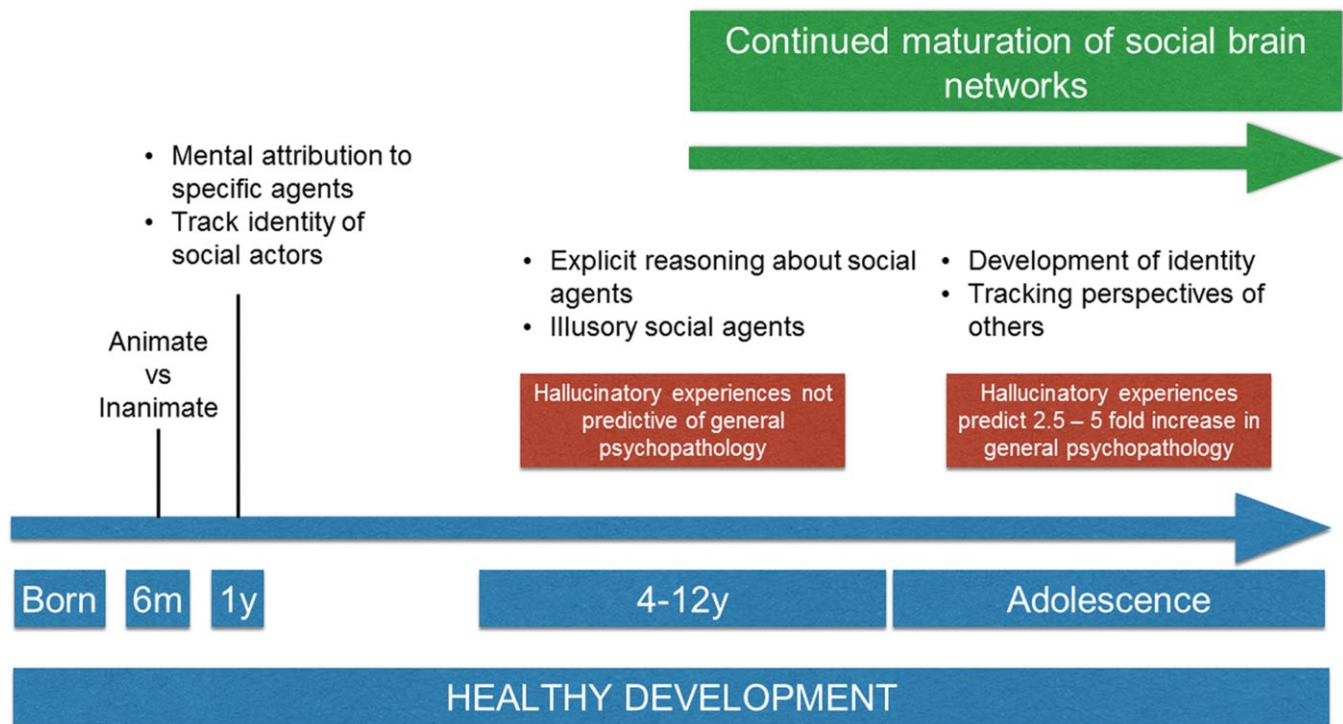 Continued maturation of social brain
networks
• Mental attribution to
specific agents
• Track identity of
social actors
Animate
vs
Inanimate
• Explicit reasoning about social
agents
• Illusory social agents
• Development of identity
• Tracking perspectives of
others
Hallucinatory experiences not
predictive of general
psychopathology
Hallucinatory experiences
predict 2.5 – 5 fold increase in
general psychopathology
Born
6m
1y
4-12y
Adolescence
HEALTHY DEVELOPMENT